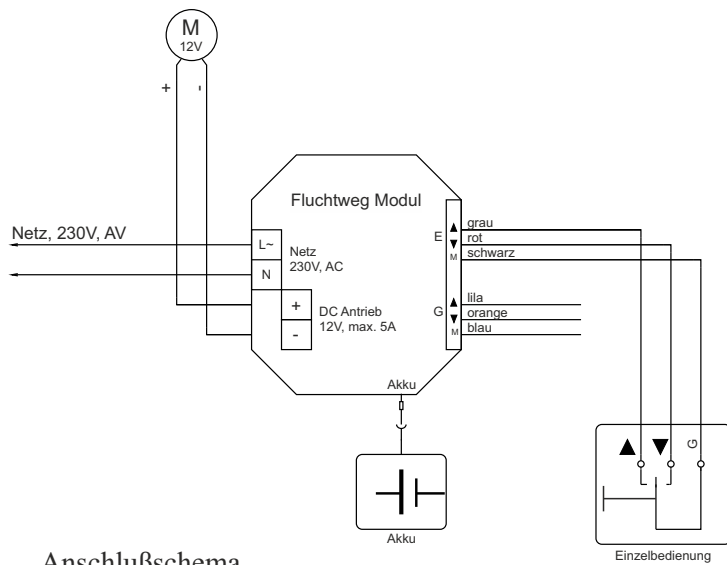 M
12V
+ -
Fluchtweg Modul
Netz, 230V, AV
L~
N
Netz
230V, AC
+
-
DC Antrieb
12V, max. 5A
E
▲
▼
M
grau
rot
schwarz
G
▲
▼
M
lila
orange
blau
Akku
Akku
▲ ▼ G
Einzelbedienung
Anschlußschema